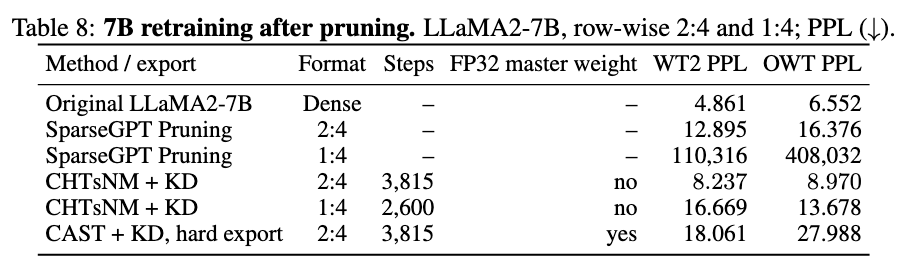 Table 8: 7B retraining after pruning. LLaMA2-7B, row-wise 2:4 and 1:4; PPL (↓).
Method / export Format Steps FP32 master weight WT2 PPL OWT PPL
Original LLaMA2-7B Dense – – 4.861 6.552
SparseGPT Pruning 2:4 – – 12.895 16.376
SparseGPT Pruning 1:4 – – 110,316 408,032
CHTsNM + KD 2:4 3,815 no 8.237 8.970
CHTsNM + KD 1:4 2,600 no 16.669 13.678
CAST + KD, hard export 2:4 3,815 yes 18.061 27.988